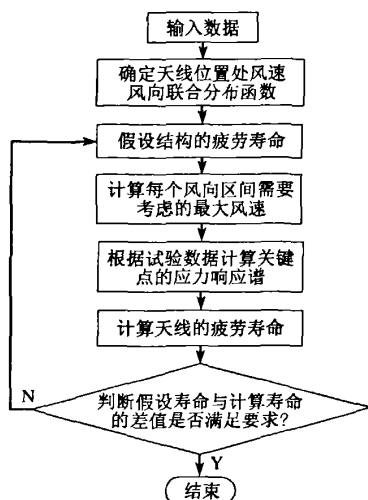 输入数据
确定天线位置处风速
风向联合分布函数
假设结构的疲劳寿命
计算每个风向区间需要
考虑的最大风速
根据试验数据计算关键
点的应力响应谱
计算天线的疲劳寿命
判断假设寿命与计算寿命
的差值是否满足要求?
N
Y
结束